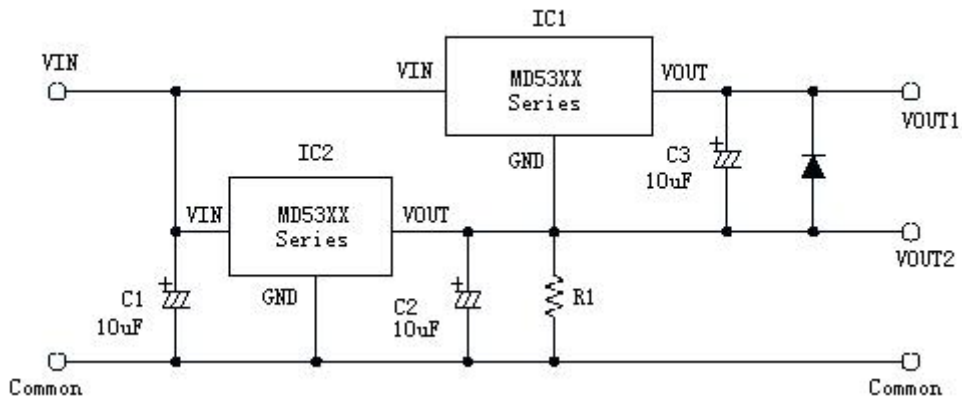 IC1
VIN
VIN
MD53XX
Series
VOUT
VOUT1
GND
C3
10uF
IC2
VIN
MD53XX
Series
VOUT
VOUT2
GND
C1
10uF
C2
10uF
R1
Common
Common